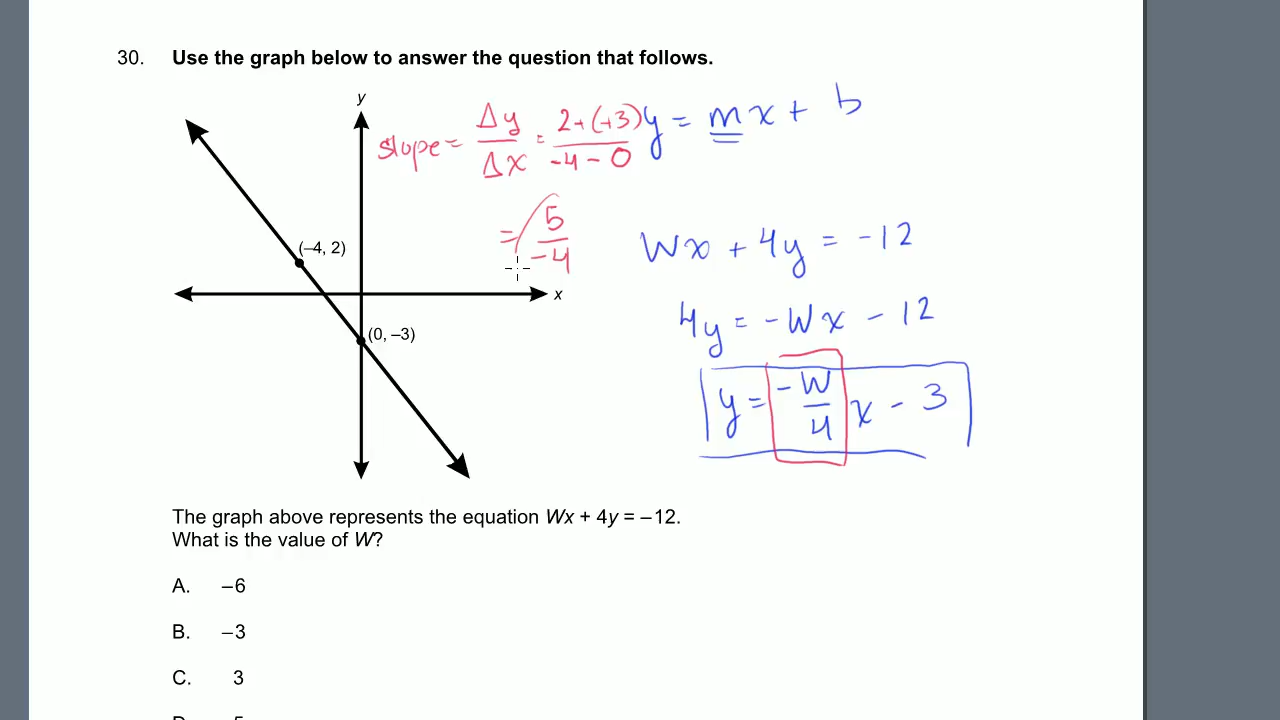 30. Use the graph below to answer the question that follows.
y
slope = Δy/Δx = 2+(+3)/-4-0
y = mx + b
= 5/-4
(–4, 2)
Wx + 4y = -12
x
4y = -Wx - 12
(0, –3)
y = -W/4 x - 3
The graph above represents the equation Wx + 4y = –12.
What is the value of W?
A. –6
B. –3
C. 3